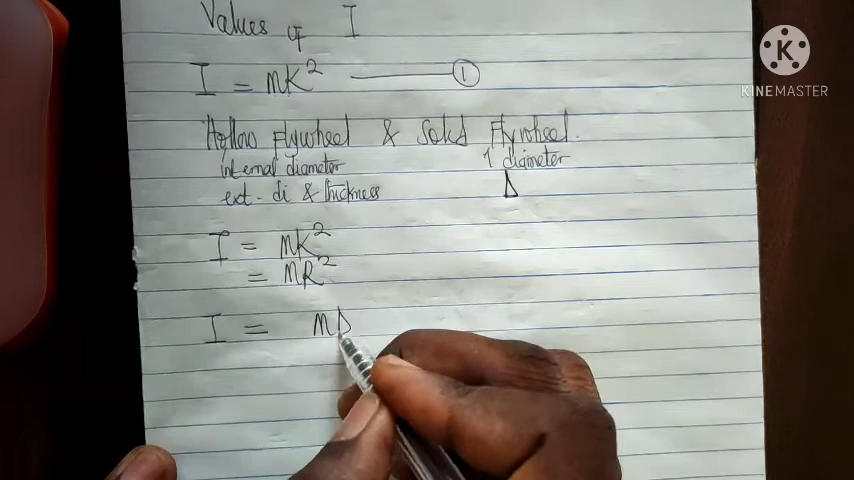 Values of I
I = MK² ——— ①
Hollow Flywheel & Solid Flywheel.
internal diameter
1 diameter
ext. di & thickness
D
I = MK²
= MR²
I = MD
K
KINEMASTER